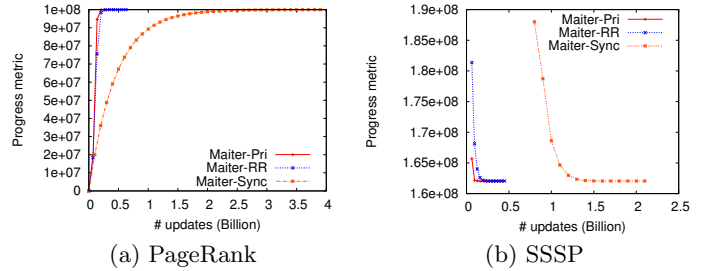 1e+08
9e+07
8e+07
7e+07
6e+07
5e+07
4e+07
3e+07
2e+07
1e+07
0
Progress metric
Maiter-Pri
Maiter-RR
Maiter-Sync
0 0.5 1 1.5 2 2.5 3 3.5 4
# updates (Billion)
(a) PageRank
1.9e+08
1.85e+08
1.8e+08
1.75e+08
1.7e+08
1.65e+08
1.6e+08
Progress metric
Maiter-Pri
Maiter-RR
Maiter-Sync
0 0.5 1 1.5 2 2.5
# updates (Billion)
(b) SSSP